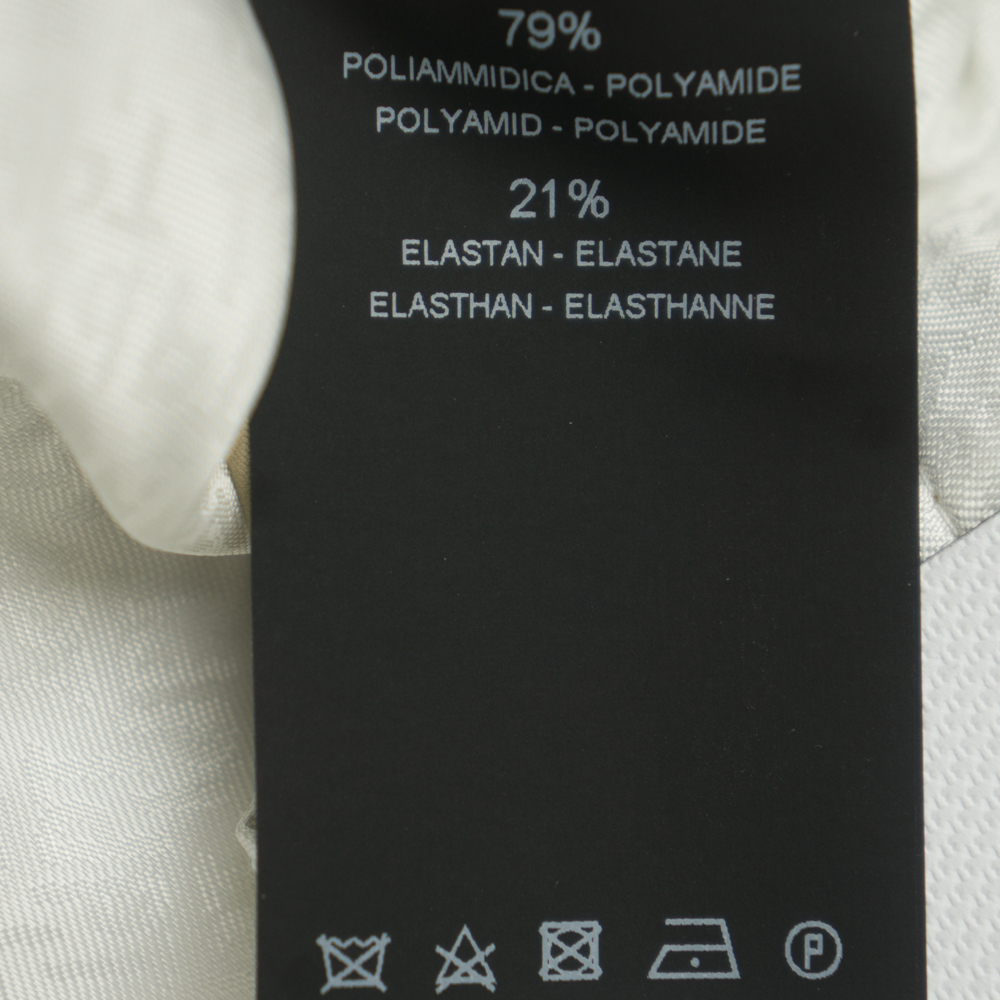 79%
POLIAMMIDICA - POLYAMIDE
POLYAMID - POLYAMIDE
21%
ELASTAN - ELASTANE
ELASTHAN - ELASTHANNE
P